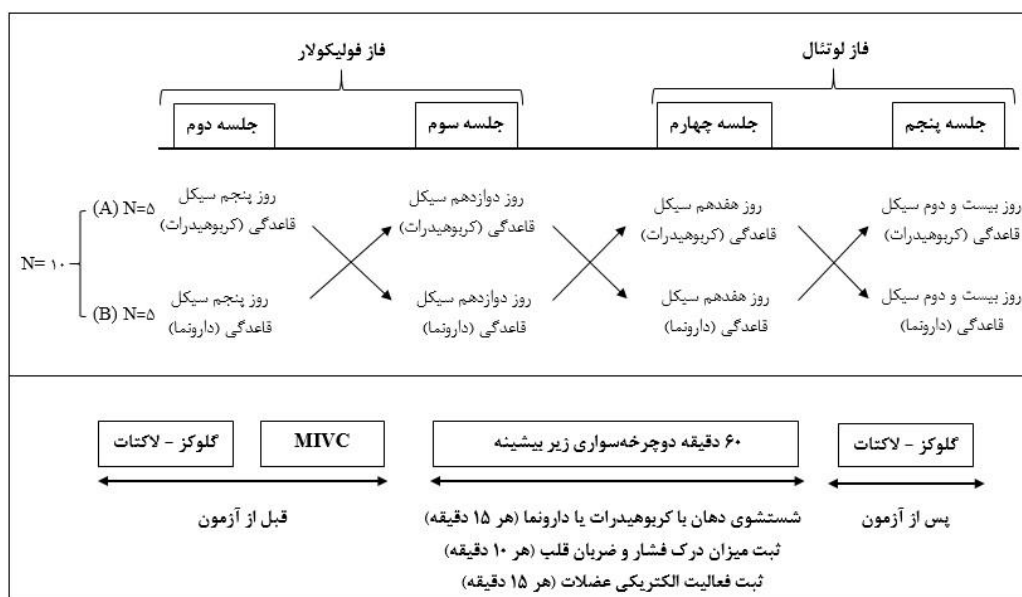 فاز فولیکولار
فاز لوتئال
جلسه دوم
جلسه سوم
جلسه چهارم
جلسه پنجم
N= ۱۰
(A) N=۵
روز پنجم سیکل
قاعدگی (کربوهیدرات)
روز دوازدهم سیکل
قاعدگی (کربوهیدرات)
روز هفدهم سیکل
قاعدگی (کربوهیدرات)
روز بیست و دوم سیکل
قاعدگی (کربوهیدرات)
(B) N=۵
روز پنجم سیکل
قاعدگی (دارونما)
روز دوازدهم سیکل
قاعدگی (دارونما)
روز هفدهم سیکل
قاعدگی (دارونما)
روز بیست و دوم سیکل
قاعدگی (دارونما)
گلوکز - لاکتات
MIVC
۶۰ دقیقه دوچرخه‌سواری زیر بیشینه
گلوکز - لاکتات
قبل از آزمون
شستشوی دهان با کربوهیدرات یا دارونما (هر ۱۵ دقیقه)
ثبت میزان درک فشار و ضربان قلب (هر ۱۰ دقیقه)
ثبت فعالیت الکتریکی عضلات (هر ۱۵ دقیقه)
پس از آزمون